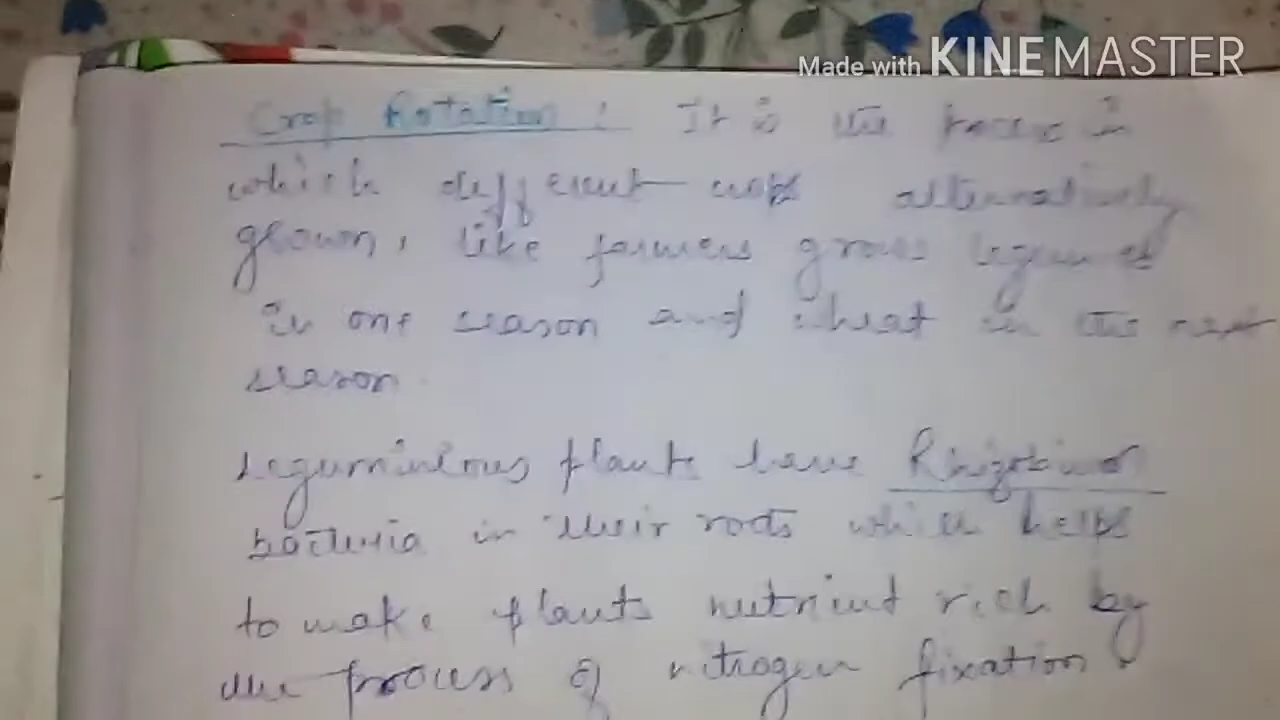 Made with KINEMASTER
Crop Rotation : It is the process in
which different crops alternatively
grown, like farmers grows legumes
in one season and wheat in the next
season.
Leguminous plants have Rhizobium
bacteria in their roots which helps
to make plants nutrient rich by
the process of nitrogen fixation.